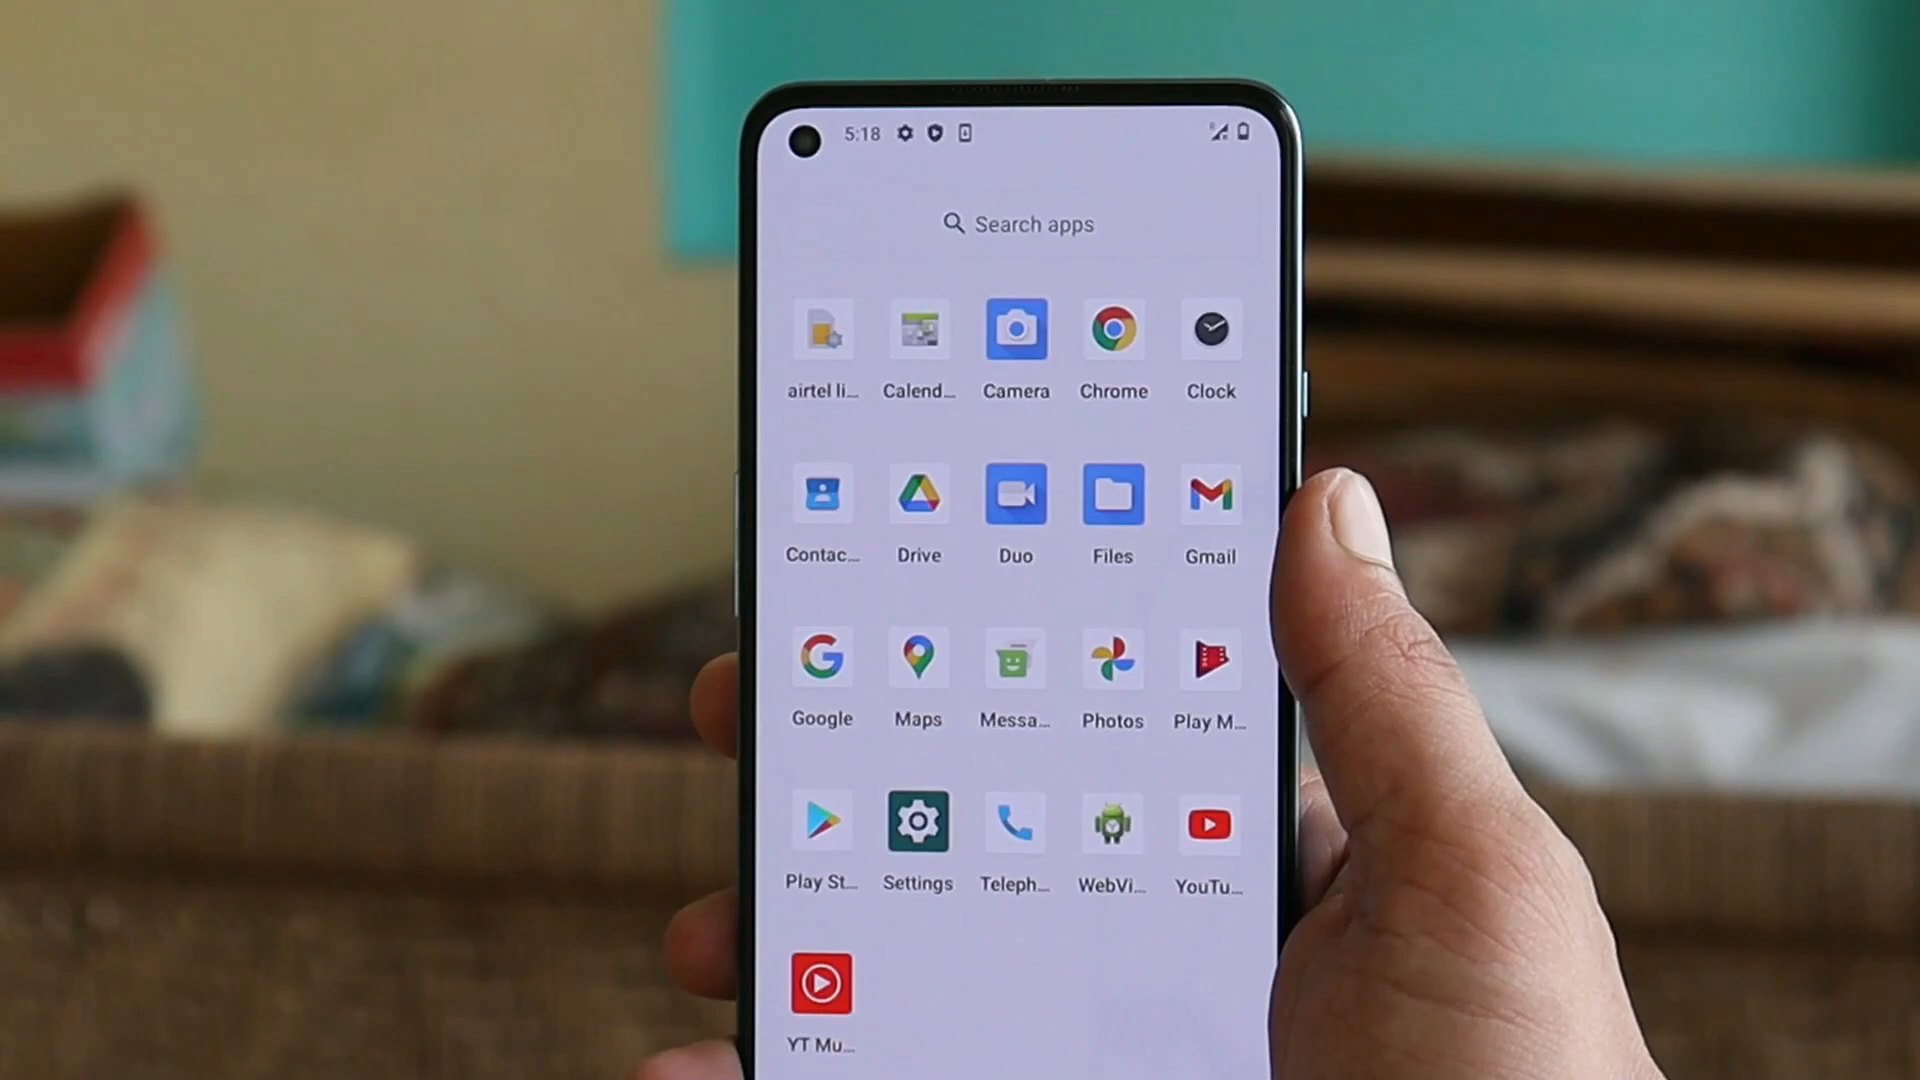 5:18
Search apps
airtel li... Calend... Camera Chrome Clock
Contac... Drive Duo Files Gmail
Google Maps Messa... Photos Play M...
Play St... Settings Teleph... WebVi... YouTu...
YT Mu...